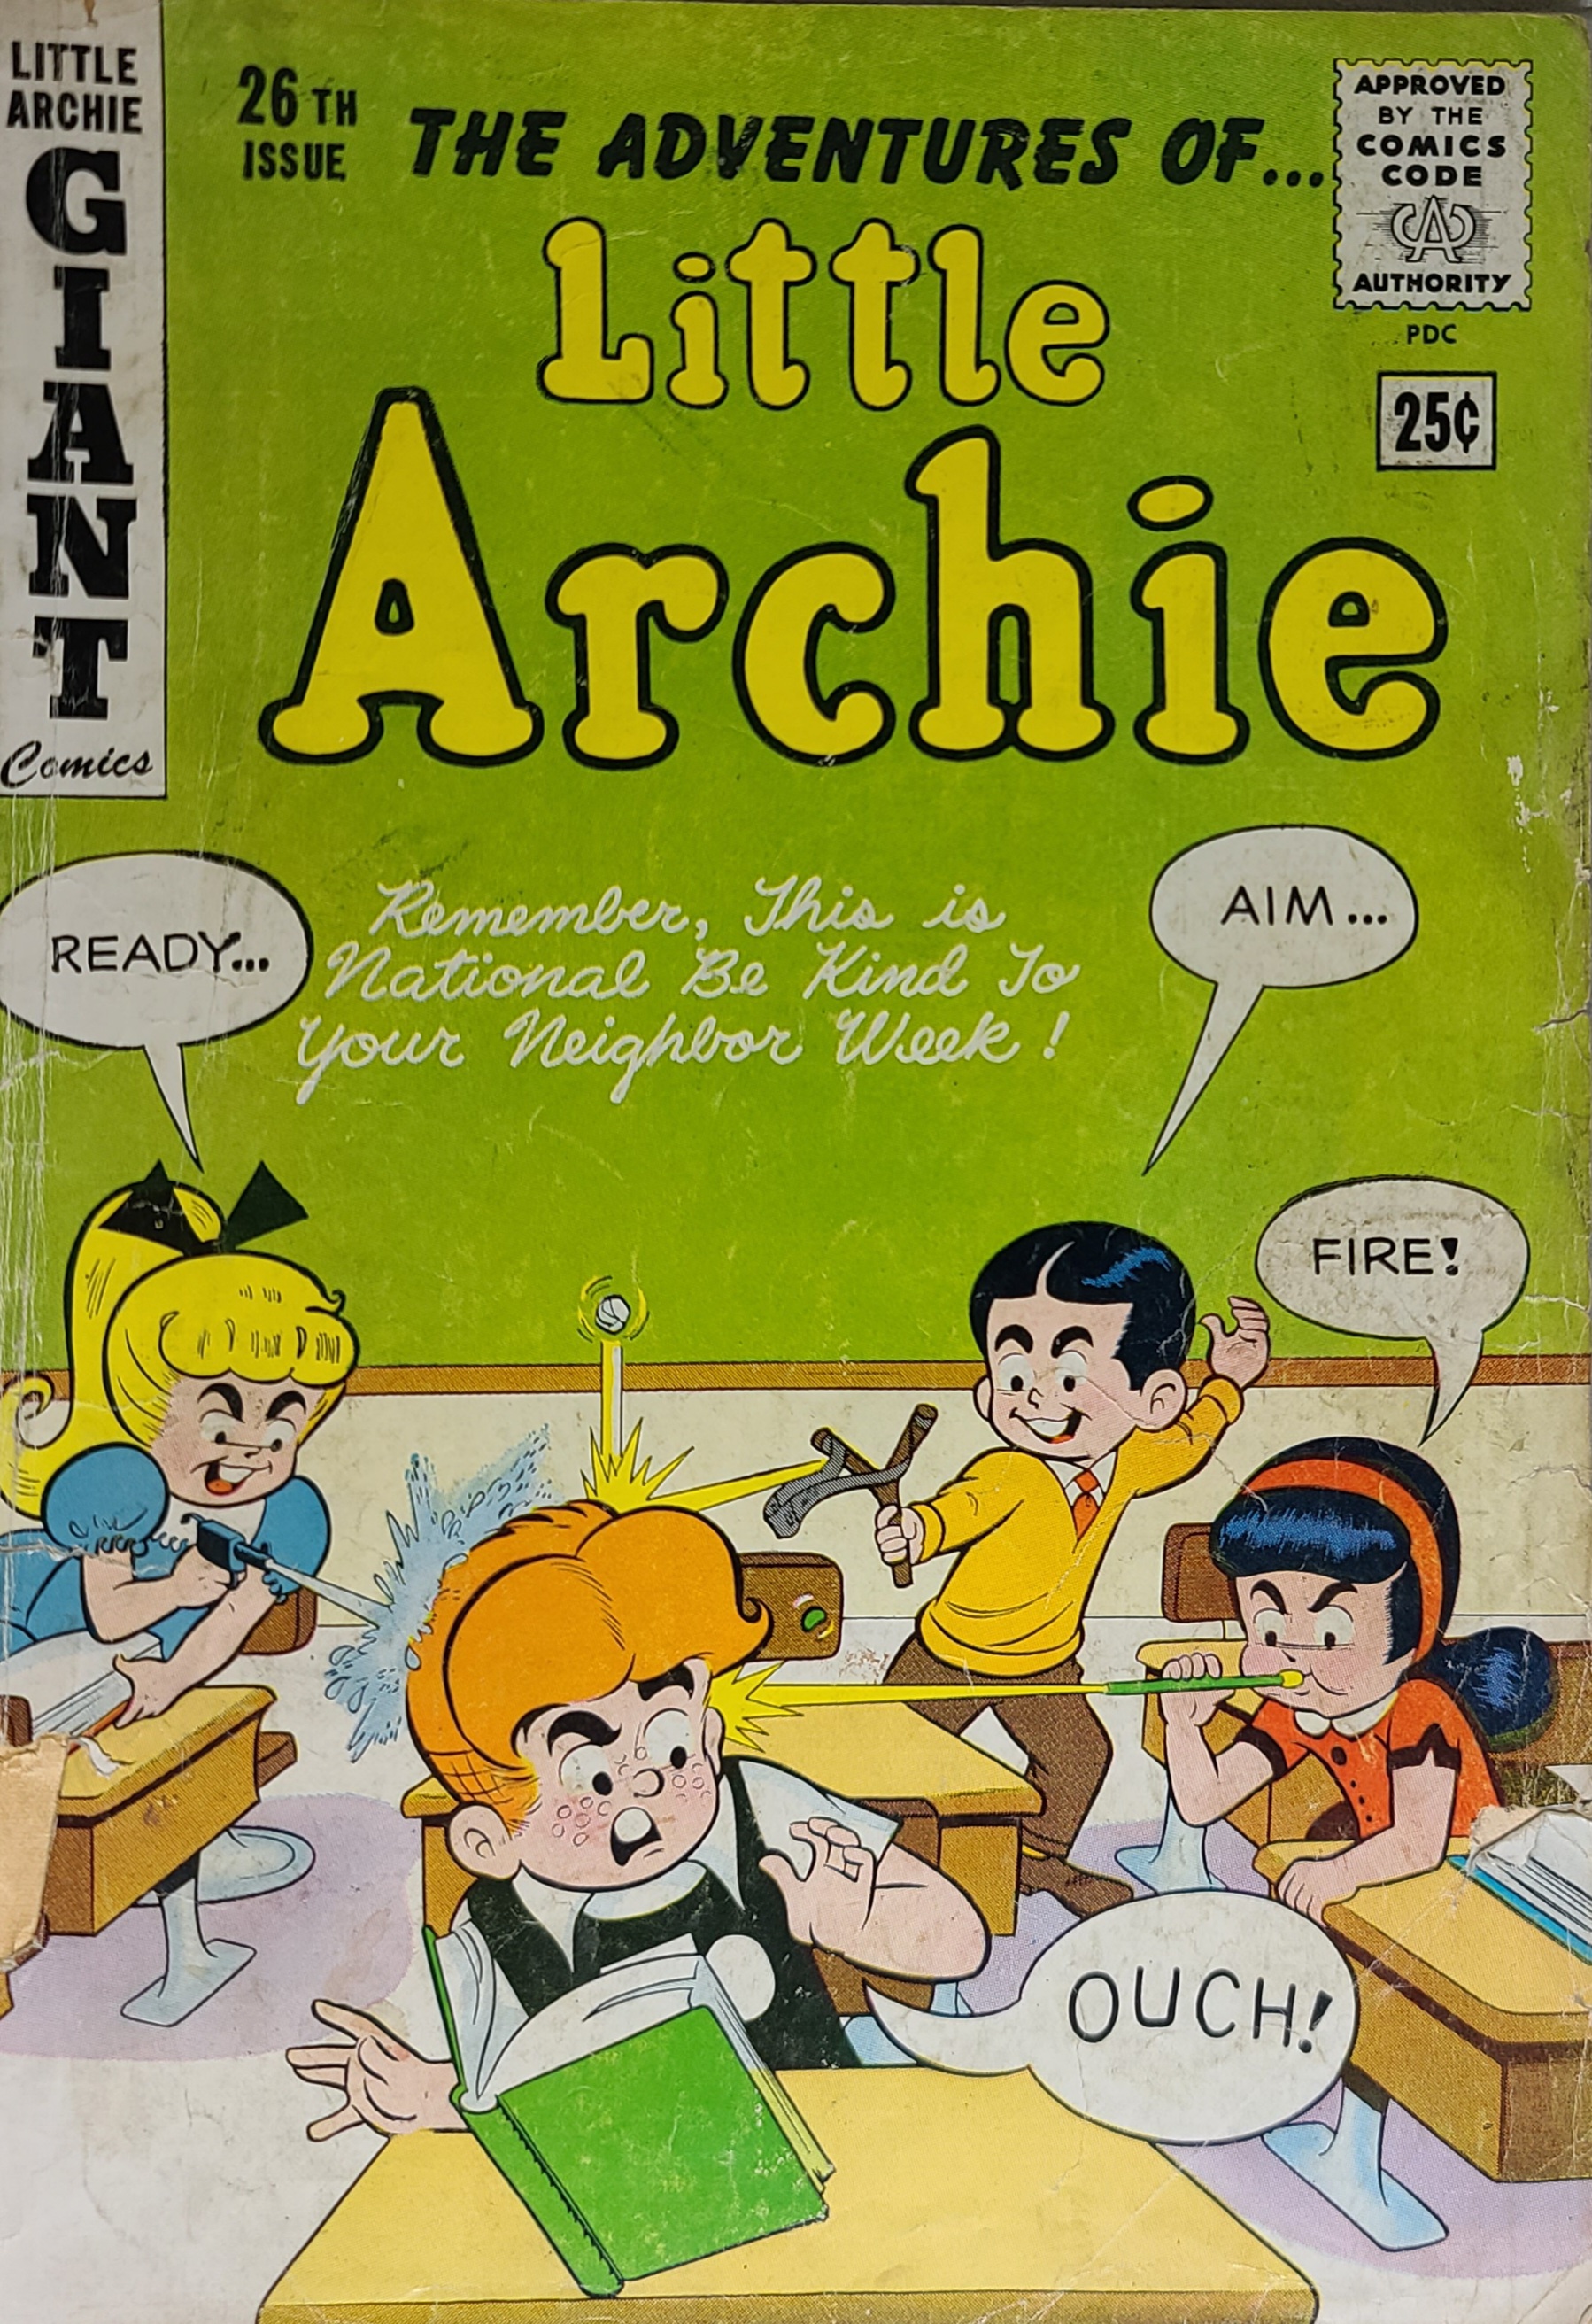 LITTLE
ARCHIE
GIANT
Comics
26TH
ISSUE
THE ADVENTURES OF...
Little
Archie
APPROVED
BY THE
COMICS
CODE
CA
AUTHORITY
PDC
25¢
READY...
Remember, This is
National Be Kind To
Your Neighbor Week!
AIM...
FIRE!
OUCH!